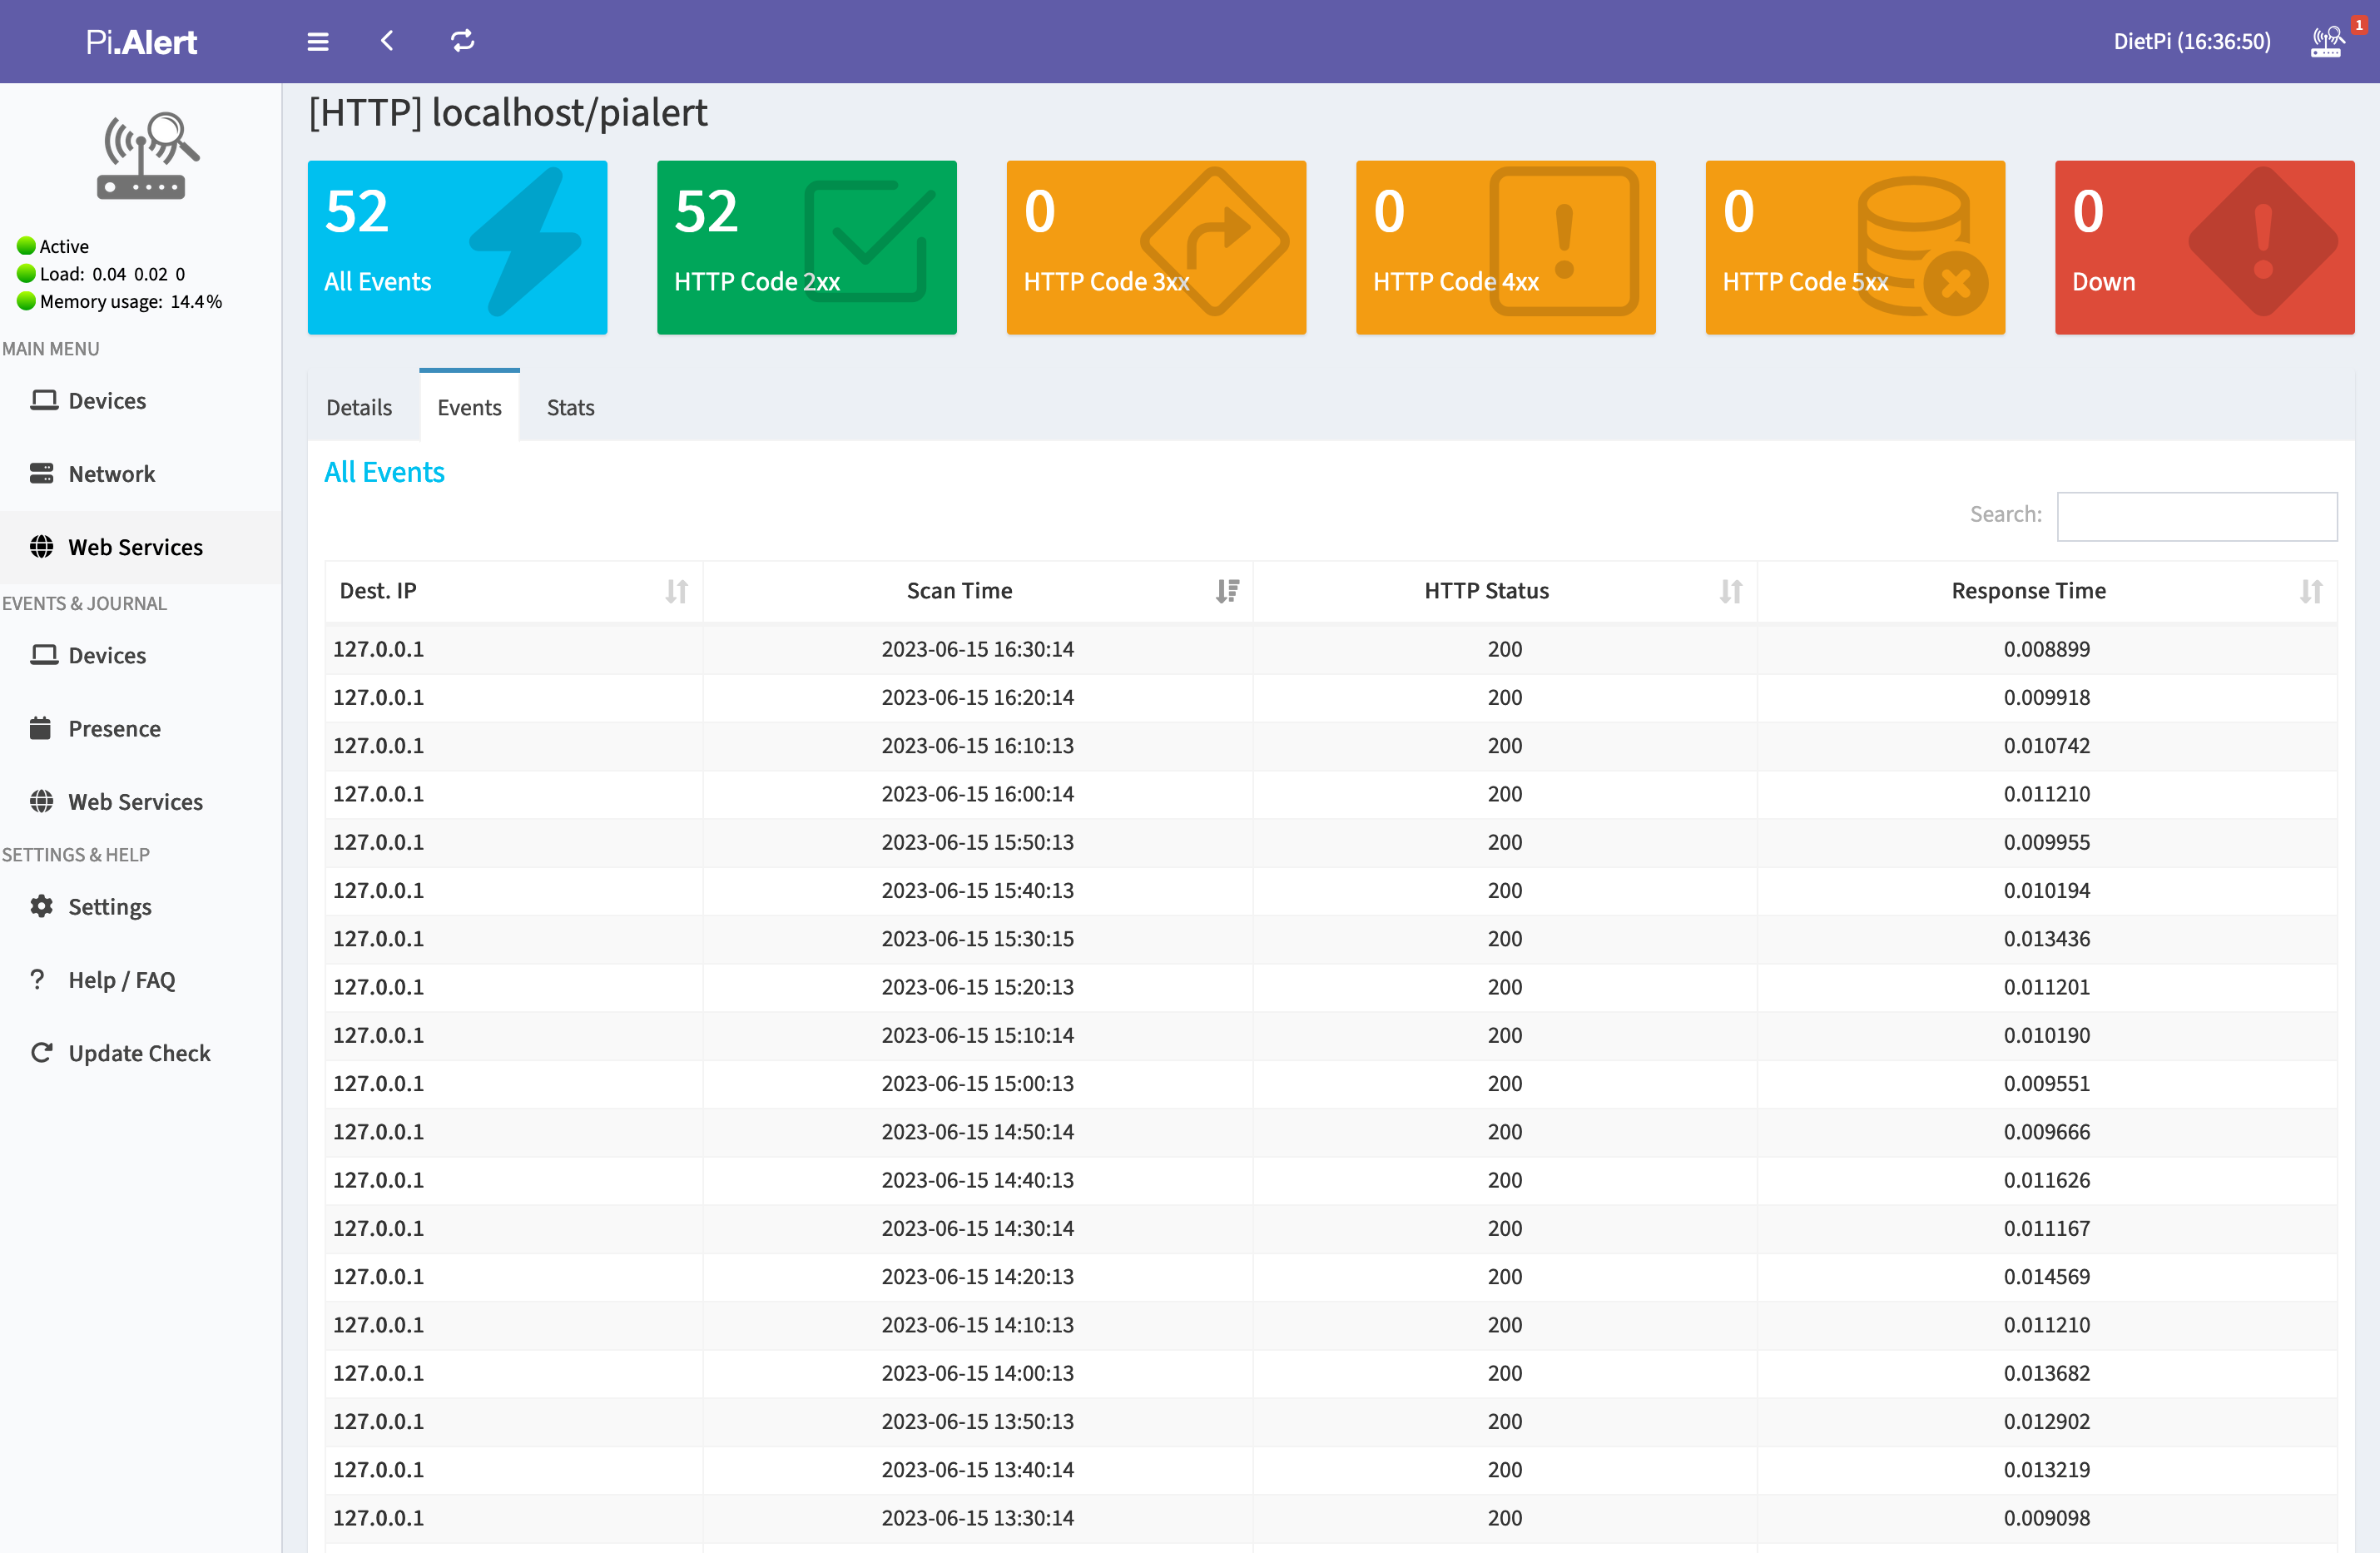 Pi.Alert
DietPi (16:36:50)
1
Active
Load: 0.04 0.02 0
Memory usage: 14.4%
MAIN MENU
Devices
Network
Web Services
EVENTS & JOURNAL
Devices
Presence
Web Services
SETTINGS & HELP
Settings
Help / FAQ
Update Check
[HTTP] localhost/pialert
52
All Events
52
HTTP Code 2xx
0
HTTP Code 3xx
0
HTTP Code 4xx
0
HTTP Code 5xx
0
Down
Details Events Stats
All Events
Search:
Dest. IP Scan Time HTTP Status Response Time
127.0.0.1 2023-06-15 16:30:14 200 0.008899
127.0.0.1 2023-06-15 16:20:14 200 0.009918
127.0.0.1 2023-06-15 16:10:13 200 0.010742
127.0.0.1 2023-06-15 16:00:14 200 0.011210
127.0.0.1 2023-06-15 15:50:13 200 0.009955
127.0.0.1 2023-06-15 15:40:13 200 0.010194
127.0.0.1 2023-06-15 15:30:15 200 0.013436
127.0.0.1 2023-06-15 15:20:13 200 0.011201
127.0.0.1 2023-06-15 15:10:14 200 0.010190
127.0.0.1 2023-06-15 15:00:13 200 0.009551
127.0.0.1 2023-06-15 14:50:14 200 0.009666
127.0.0.1 2023-06-15 14:40:13 200 0.011626
127.0.0.1 2023-06-15 14:30:14 200 0.011167
127.0.0.1 2023-06-15 14:20:13 200 0.014569
127.0.0.1 2023-06-15 14:10:13 200 0.011210
127.0.0.1 2023-06-15 14:00:13 200 0.013682
127.0.0.1 2023-06-15 13:50:13 200 0.012902
127.0.0.1 2023-06-15 13:40:14 200 0.013219
127.0.0.1 2023-06-15 13:30:14 200 0.009098